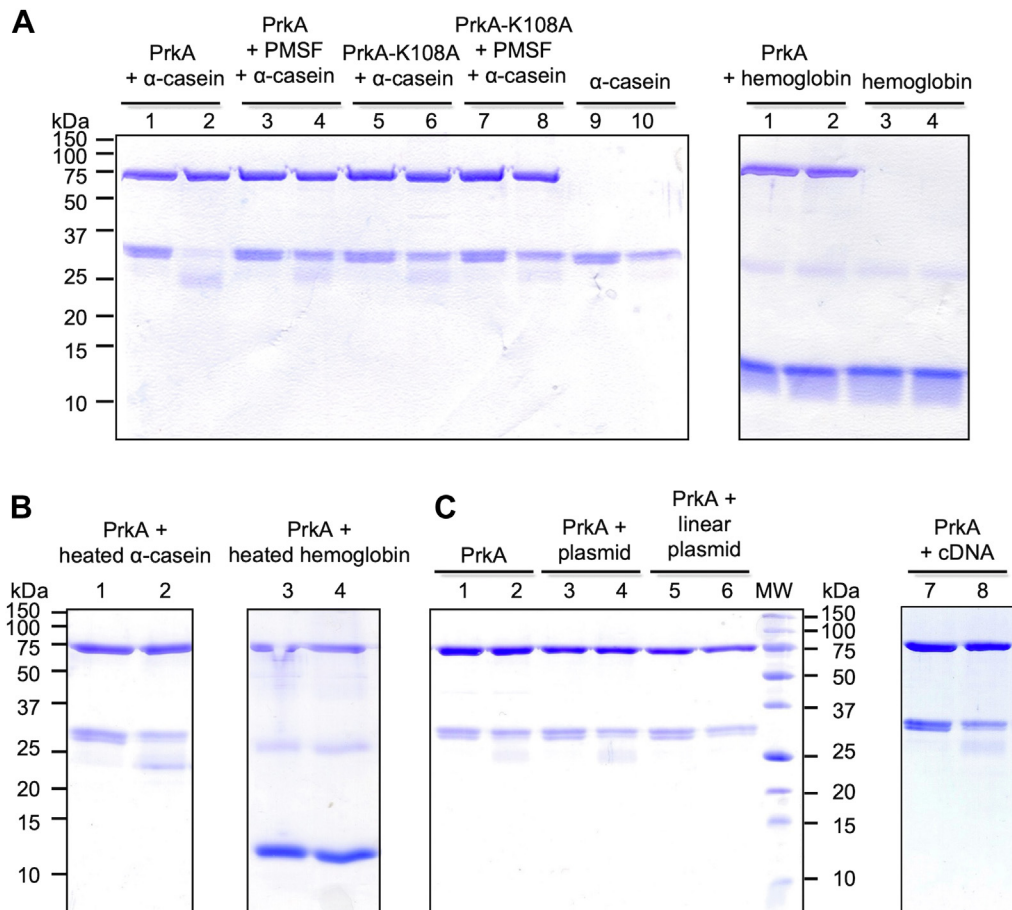 A
PrkA
+ α-casein
PrkA
+ PMSF
+ α-casein
PrkA-K108A
+ α-casein
PrkA-K108A
+ PMSF
+ α-casein
α-casein
PrkA
+ hemoglobin
hemoglobin
kDa
1 2 3 4 5 6 7 8 9 10
1 2 3 4
150
100
75
50
37
25
20
15
10
B
PrkA +
heated α-casein
PrkA +
heated hemoglobin
kDa
1 2
3 4
150
100
75
50
37
25
20
15
10
C
PrkA
PrkA +
plasmid
PrkA +
linear
plasmid
PrkA
+ cDNA
1 2 3 4 5 6 MW
kDa
7 8
150
100
75
50
37
25
20
15
10